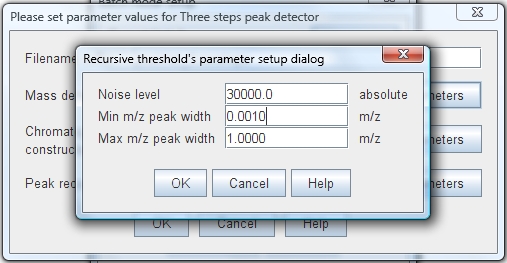 Batch mode setup
Please set parameter values for Three steps peak detector
Filename
Recursive threshold's parameter setup dialog
Mass de
Noise level 30000.0 absolute
meters
Min m/z peak width 0.0010 m/z
Chromat
Max m/z peak width 1.0000 m/z
meters
construc
Peak rec
OK Cancel Help
meters
OK Cancel Help